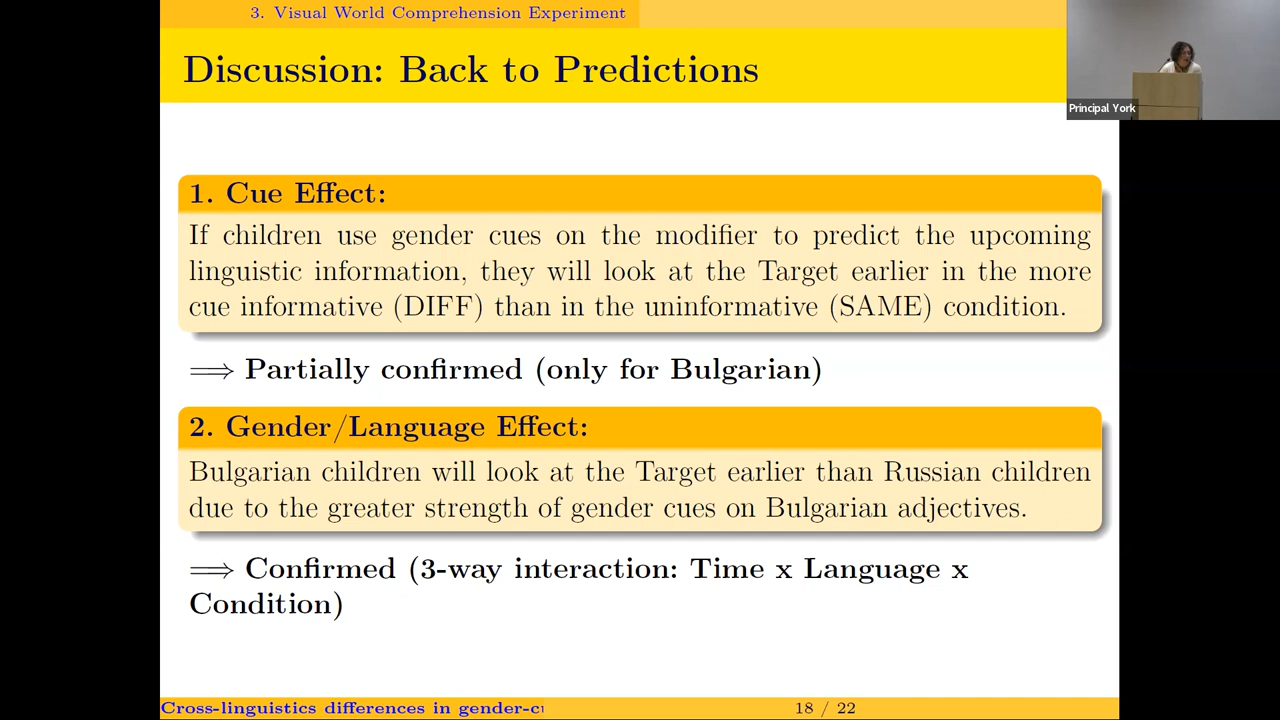 3. Visual World Comprehension Experiment
Discussion: Back to Predictions
Principal York
1. Cue Effect:
If children use gender cues on the modifier to predict the upcoming
linguistic information, they will look at the Target earlier in the more
cue informative (DIFF) than in the uninformative (SAME) condition.
⟹ Partially confirmed (only for Bulgarian)
2. Gender/Language Effect:
Bulgarian children will look at the Target earlier than Russian children
due to the greater strength of gender cues on Bulgarian adjectives.
⟹ Confirmed (3-way interaction: Time x Language x
Condition)
Cross-linguistics differences in gender-c
18 / 22